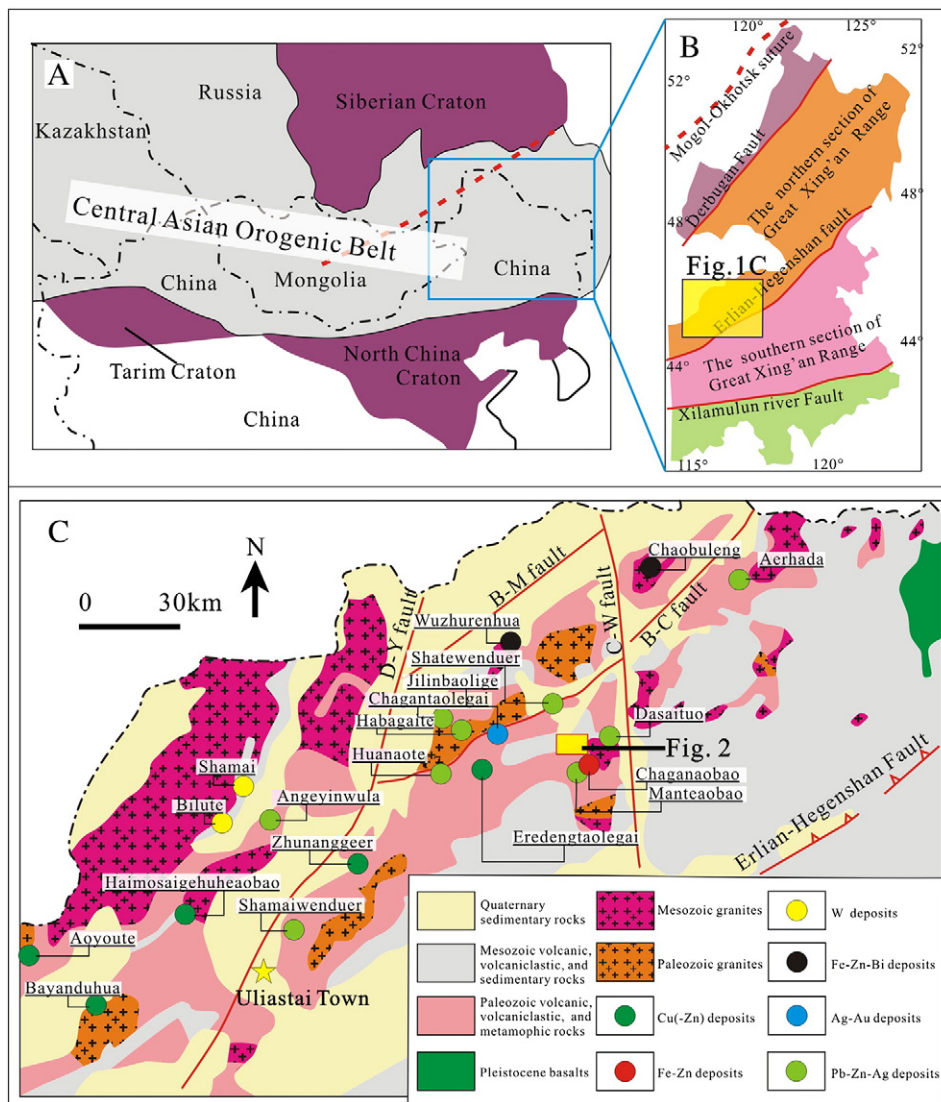 A
Russia
Siberian Craton
Kazakhstan
Central Asian Orogenic Belt
China
Mongolia
China
North China
Craton
Tarim Craton
China
B
120°
125°
52°
52°
Mogol-Okhotsk suture
Derbugan Fault
The northern section of
Great Xing'an Range
48°
48°
Fig.1C
Erlian-Hegenshan fault
44°
44°
The southern section of
Great Xing'an Range
Xilamulun river Fault
115°
120°
C
N
0 30km
D-Y fault
B-M fault
C-W fault
B-C fault
Chaobuleng
Aerhada
Wuzhurenhua
Shatewenduer
Jilinbaolige
Chagantaolegai
Habagaite
Huanaote
Dasaituo
Fig. 2
Chaganaobao
Manteaobao
Eredengtaolegai
Erlian-Hegenshan Fault
Shamai
Bilute
Angeyinwula
Zhunanggeer
Haimosaigehuheaobao
Shamaiwenduer
Aoyoute
Uliastai Town
Bayanduhua
Quaternary
sedimentary rocks
Mesozoic volcanic,
volcaniclastic, and
sedimentary rocks
Paleozoic volcanic,
volcaniclastic, and
metamophic rocks
Pleistocene basalts
Mesozoic granites
Paleozoic granites
Cu(-Zn) deposits
Fe-Zn deposits
W deposits
Fe-Zn-Bi deposits
Ag-Au deposits
Pb-Zn-Ag deposits